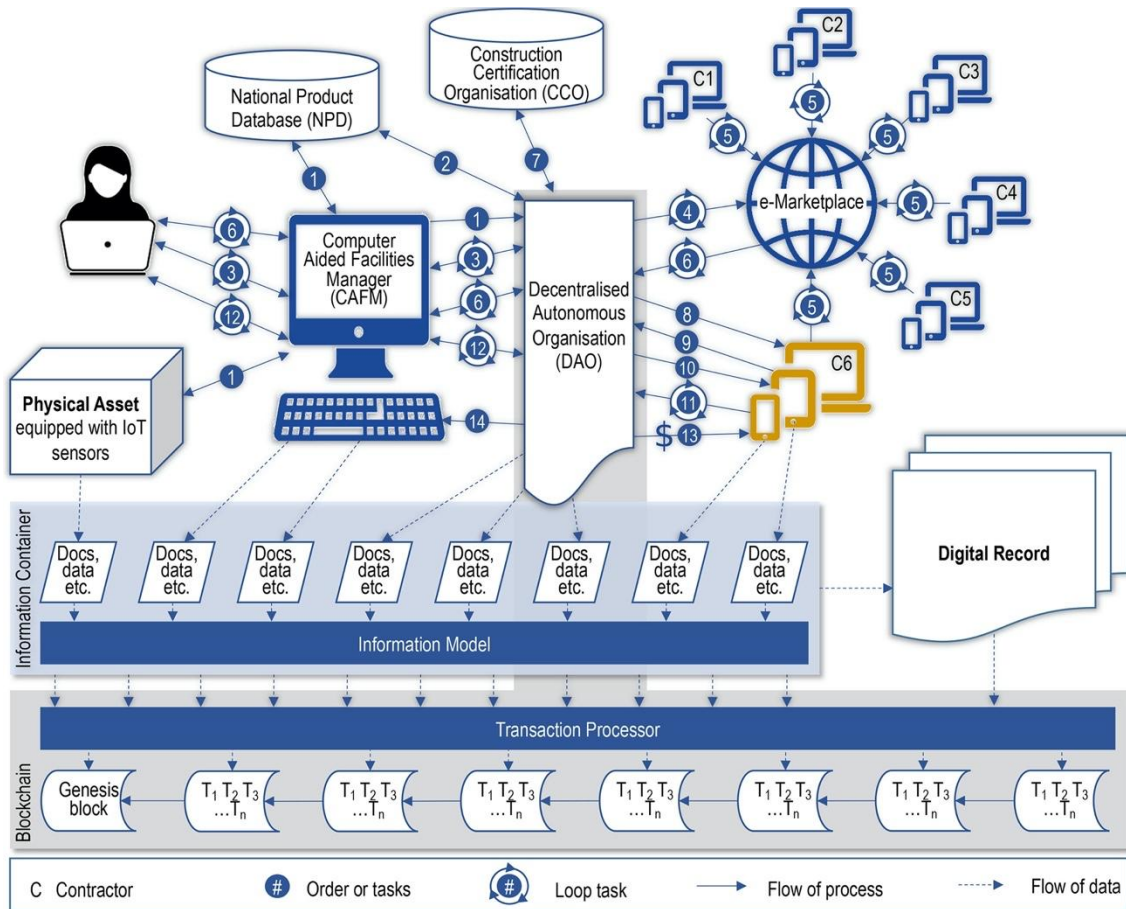 National Product
Database (NPD)
Construction
Certification
Organisation (CCO)
C1
C2
C3
C4
C5
C6
5
5
5
5
5
5
e-Marketplace
1
2
7
6
3
12
1
Computer
Aided Facilities
Manager
(CAFM)
1
3
6
12
14
Decentralised
Autonomous
Organisation
(DAO)
4
6
8
9
10
11
$ 13
Physical Asset
equipped with IoT
sensors
Information Container
Docs,
data
etc.
Docs,
data
etc.
Docs,
data
etc.
Docs,
data
etc.
Docs,
data
etc.
Docs,
data
etc.
Docs,
data
etc.
Docs,
data
etc.
Information Model
Digital Record
Blockchain
Transaction Processor
Genesis
block
T1 T2 T3
...Tn
T1 T2 T3
...Tn
T1 T2 T3
...Tn
T1 T2 T3
...Tn
T1 T2 T3
...Tn
T1 T2 T3
...Tn
T1 T2 T3
...Tn
C Contractor
# Order or tasks
# Loop task
Flow of process
Flow of data